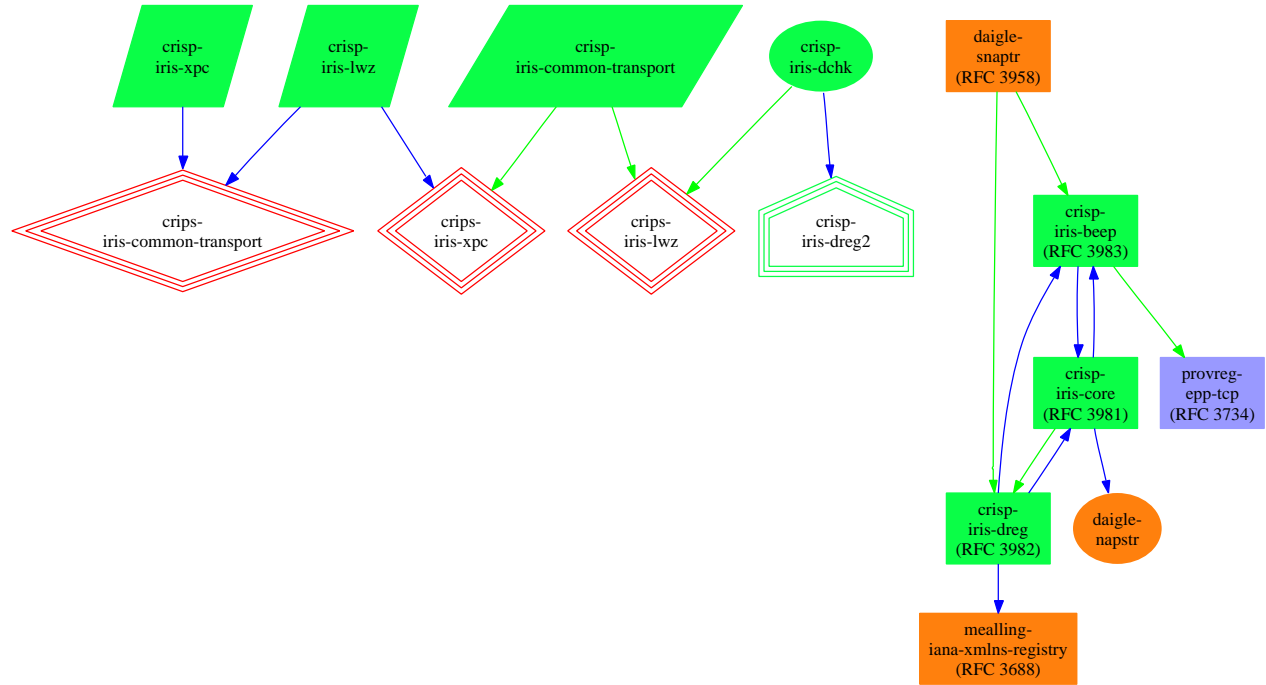 crisp-
iris-xpc
crisp-
iris-lwz
crisp-
iris-common-transport
crisp-
iris-dchk
daigle-
snaptr
(RFC 3958)
crips-
iris-common-transport
crips-
iris-xpc
crips-
iris-lwz
crisp-
iris-dreg2
crisp-
iris-beep
(RFC 3983)
crisp-
iris-core
(RFC 3981)
provreg-
epp-tcp
(RFC 3734)
crisp-
iris-dreg
(RFC 3982)
daigle-
napstr
mealling-
iana-xmlns-registry
(RFC 3688)